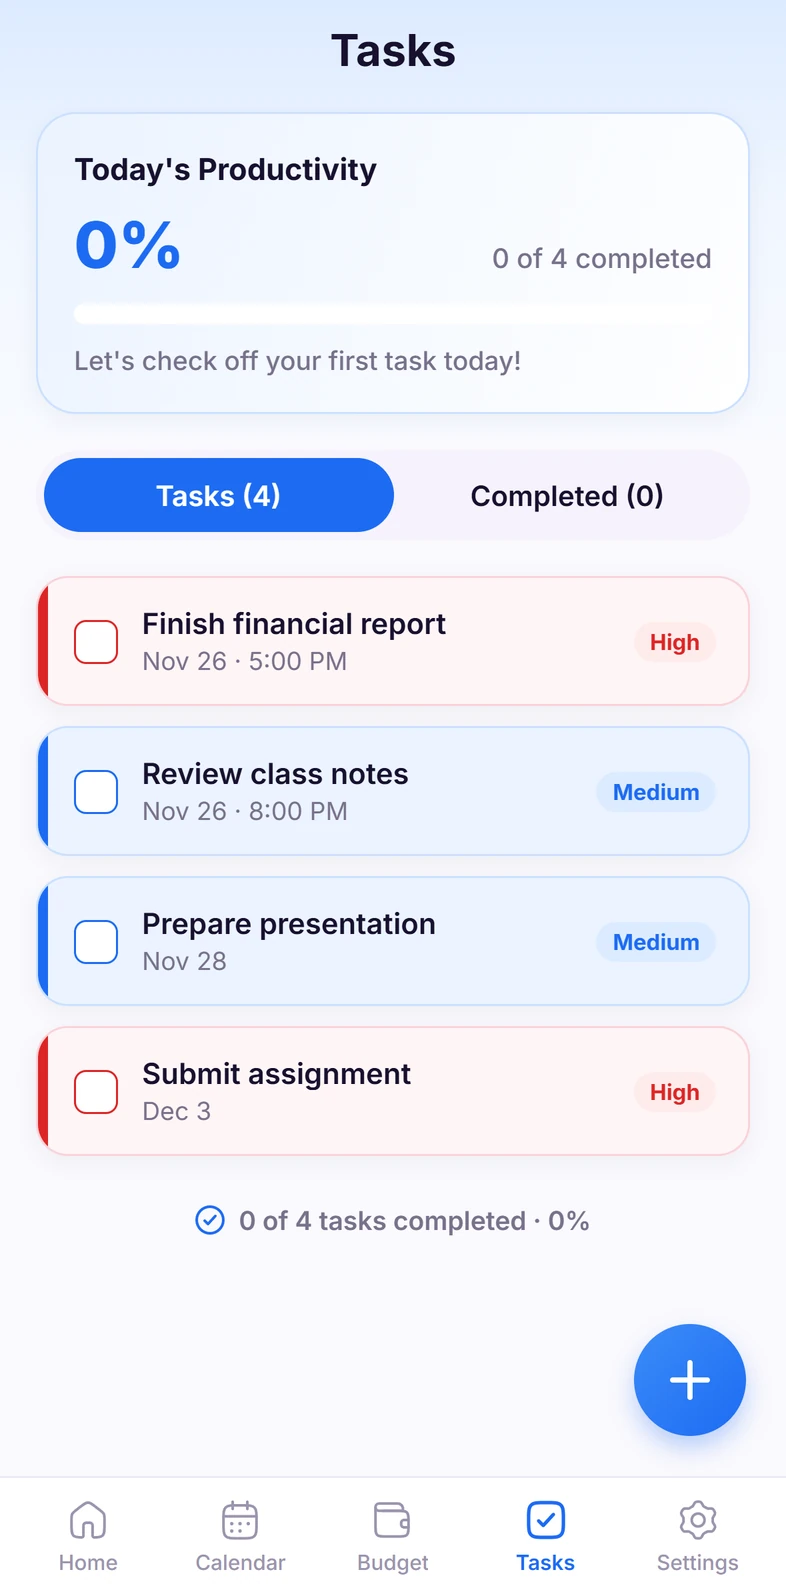 Tasks
Today's Productivity
0%
0 of 4 completed
Let's check off your first task today!
Tasks (4)
Completed (0)
Finish financial report
Nov 26 · 5:00 PM
High
Review class notes
Nov 26 · 8:00 PM
Medium
Prepare presentation
Nov 28
Medium
Submit assignment
Dec 3
High
0 of 4 tasks completed · 0%
Home
Calendar
Budget
Tasks
Settings